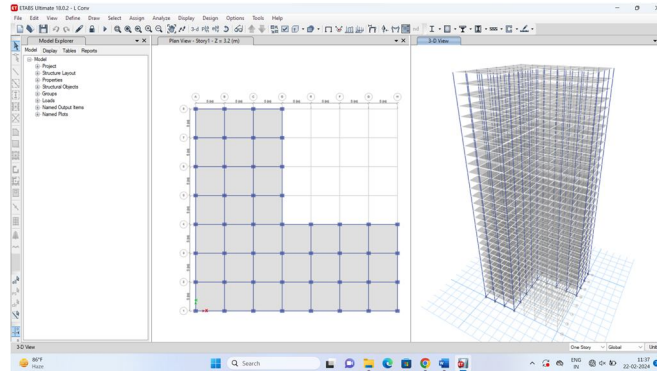 ETABS Ultimate 18.0.2 - L Conv
File Edit View Define Draw Select Assign Analyze Display Design Options Tools Help
Model Explorer
Plan View - Story1 - Z = 3.2 (m)
3-D View
Model Display Tables Reports
Model
Project
Structure Layout
Properties
Structural Objects
Groups
Loads
Named Output Items
Named Plots
3-D View
One Story
Global
86°F
Haze
Search
ENG
IN
11:37
22-02-2024